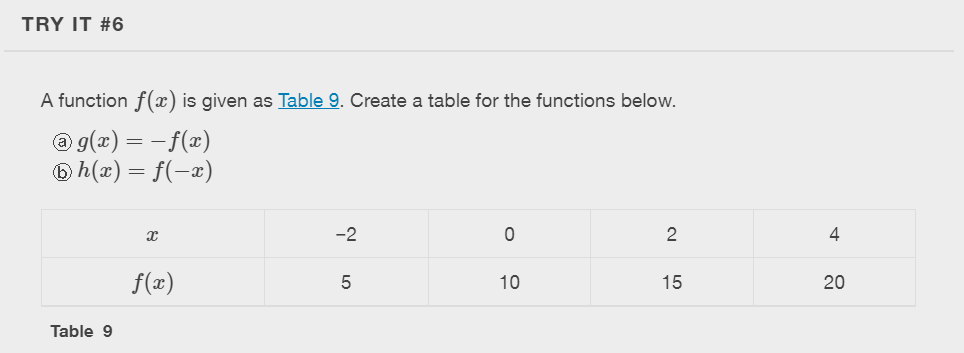 TRY IT #6
A function f(x) is given as Table 9. Create a table for the functions below.
ⓐ g(x) = −f(x)
ⓑ h(x) = f(−x)
x −2 0 2 4
f(x) 5 10 15 20
Table 9